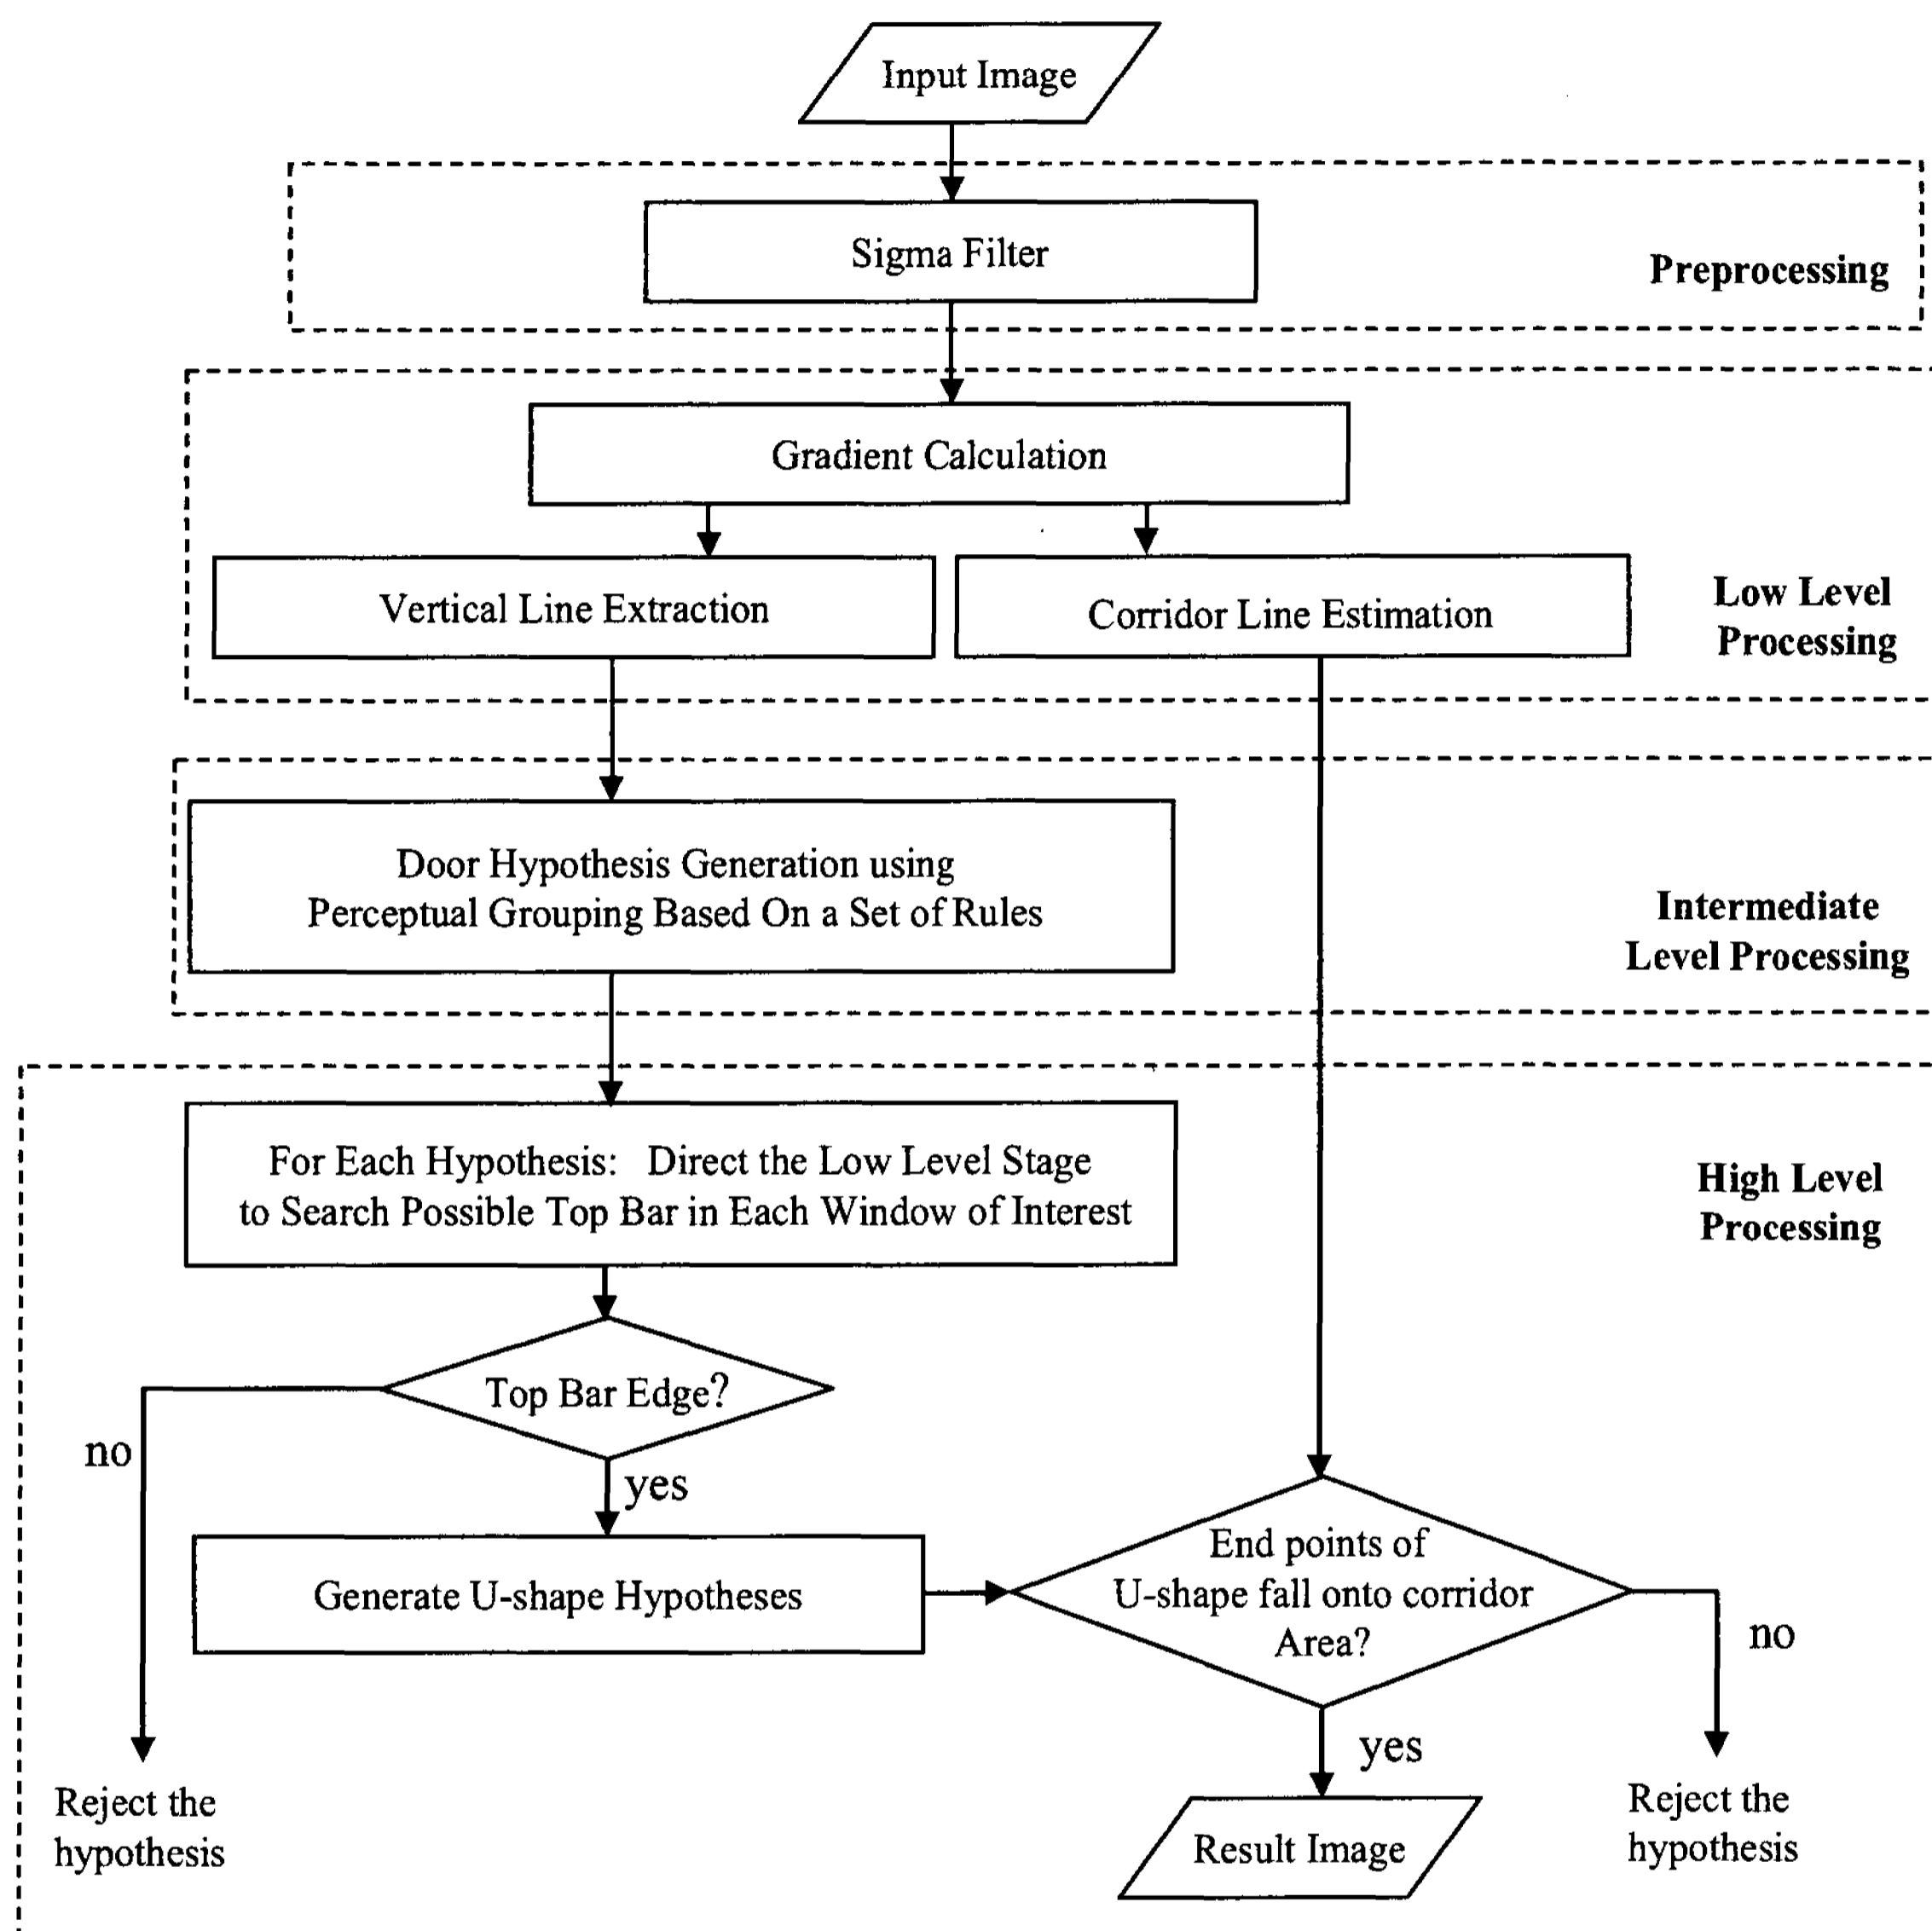 Input Image
Sigma Filter
Preprocessing
Gradient Calculation
Vertical Line Extraction
Corridor Line Estimation
Low Level
Processing
Door Hypothesis Generation using
Perceptual Grouping Based On a Set of Rules
Intermediate
Level Processing
For Each Hypothesis: Direct the Low Level Stage
to Search Possible Top Bar in Each Window of Interest
High Level
Processing
Top Bar Edge?
no
yes
Generate U-shape Hypotheses
End points of
U-shape fall onto corridor
Area?
no
yes
Reject the
hypothesis
Result Image
Reject the
hypothesis